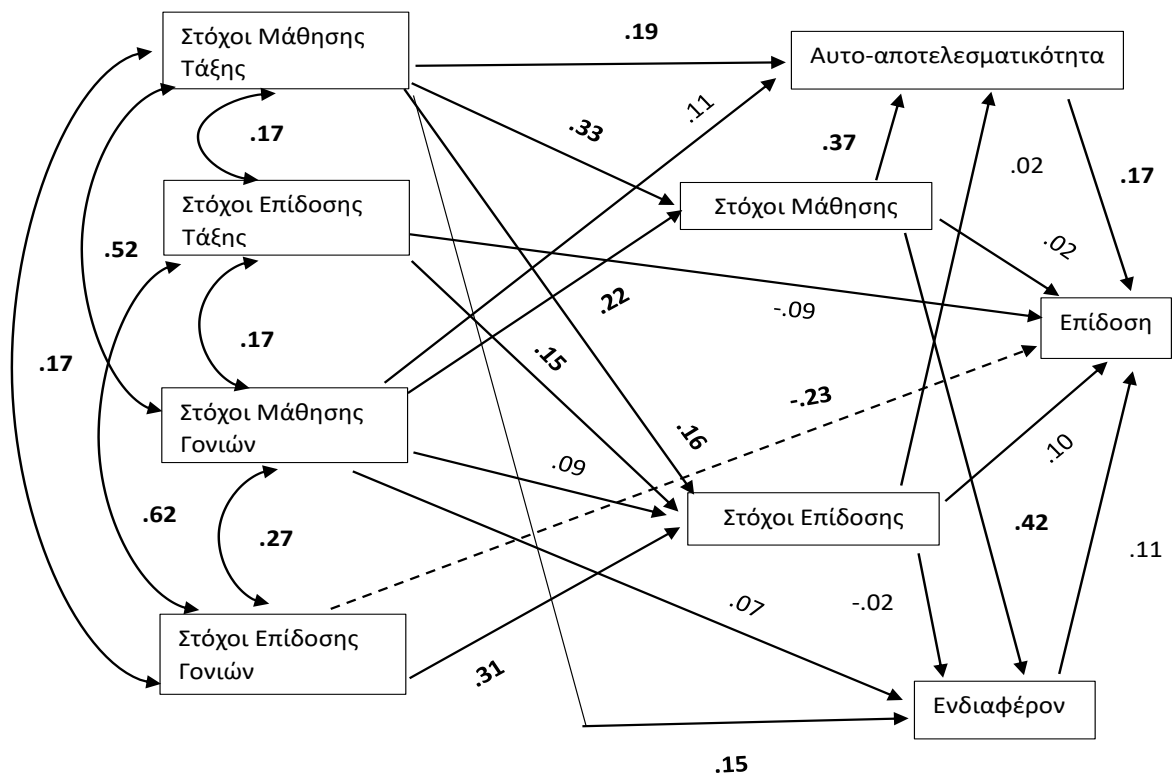 Στόχοι Μάθησης
Τάξης
.19
Αυτο-αποτελεσματικότητα
.11
.33
.17
.37
.02
.17
Στόχοι Επίδοσης
Τάξης
Στόχοι Μάθησης
.52
.02
.22
-.09
Επίδοση
.17
.17
.15
-.23
Στόχοι Μάθησης
Γονιών
.16
.09
.10
Στόχοι Επίδοσης
.62
.27
.42
.11
.07
-.02
Στόχοι Επίδοσης
Γονιών
.31
Ενδιαφέρον
.15